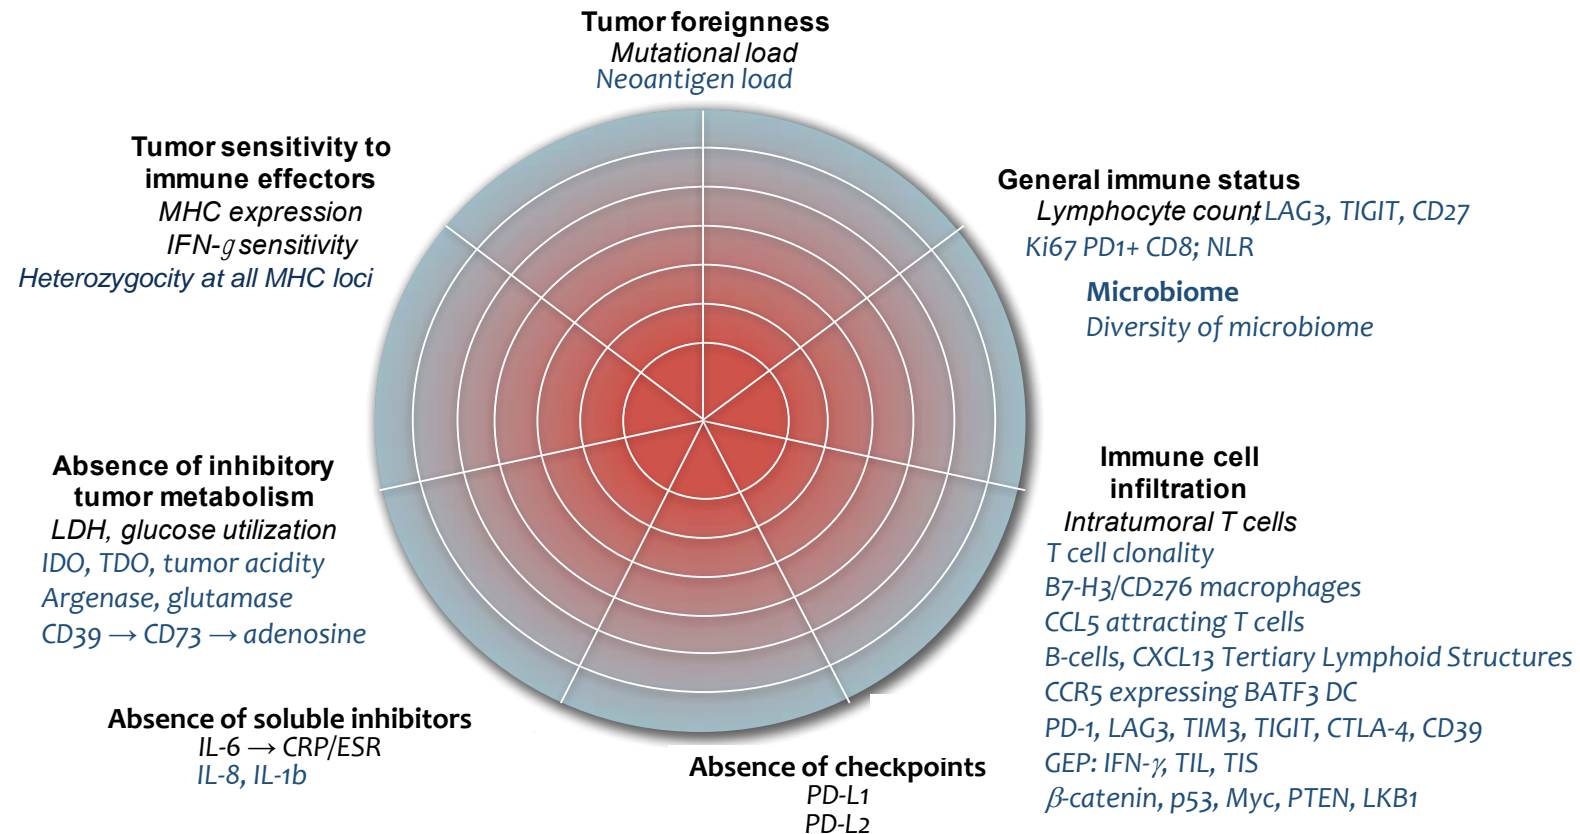 Tumor foreignness
Mutational load
Neoantigen load
Tumor sensitivity to
immune effectors
MHC expression
IFN-g sensitivity
Heterozygocity at all MHC loci
General immune status
Lymphocyte count, LAG3, TIGIT, CD27
Ki67 PD1+ CD8; NLR
Microbiome
Diversity of microbiome
Absence of inhibitory
tumor metabolism
LDH, glucose utilization
IDO, TDO, tumor acidity
Argenase, glutamase
CD39 → CD73 → adenosine
Immune cell
infiltration
Intratumoral T cells
T cell clonality
B7-H3/CD276 macrophages
CCL5 attracting T cells
B-cells, CXCL13 Tertiary Lymphoid Structures
CCR5 expressing BATF3 DC
PD-1, LAG3, TIM3, TIGIT, CTLA-4, CD39
GEP: IFN-γ, TIL, TIS
β-catenin, p53, Myc, PTEN, LKB1
Absence of soluble inhibitors
IL-6 → CRP/ESR
IL-8, IL-1b
Absence of checkpoints
PD-L1
PD-L2